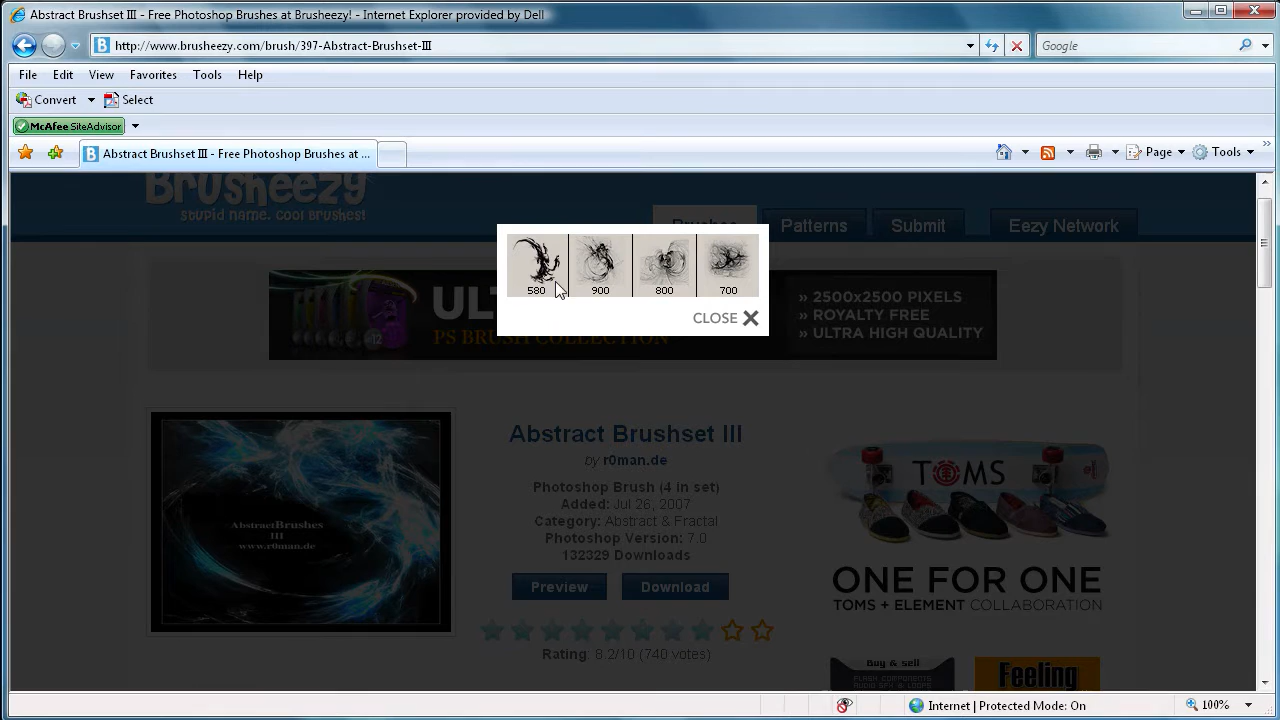 Abstract Brushset III - Free Photoshop Brushes at Brusheezy! - Internet Explorer provided by Dell
http://www.brusheezy.com/brush/397-Abstract-Brushset-III
Google
File Edit View Favorites Tools Help
Convert Select
McAfee SiteAdvisor
Abstract Brushset III - Free Photoshop Brushes at ...
Page Tools
Brusheezy
stupid name. cool brushes!
Brushes Patterns Submit Eezy Network
580 900 800 700
CLOSE
PS BRUSH COLLECTION
12
» 2500x2500 PIXELS
» ROYALTY FREE
» ULTRA HIGH QUALITY
AbstractBrushes
III
www.r0man.de
Abstract Brushset III
by r0man.de
Photoshop Brush (4 in set)
Added: Jul 26, 2007
Category: Abstract & Fractal
Photoshop Version: 7.0
132329 Downloads
Preview Download
Rating: 8.2/10 (740 votes)
TOMS
ONE FOR ONE
TOMS + ELEMENT COLLABORATION
Buy & sell
FLASH COMPONENTS
AUDIO SFX & LOOPS
Feeling
Internet | Protected Mode: On
100%